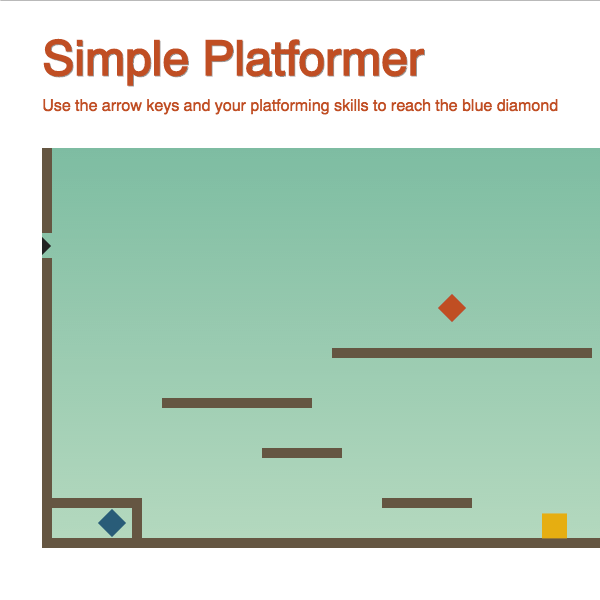 Simple Platformer
Use the arrow keys and your platforming skills to reach the blue diamond